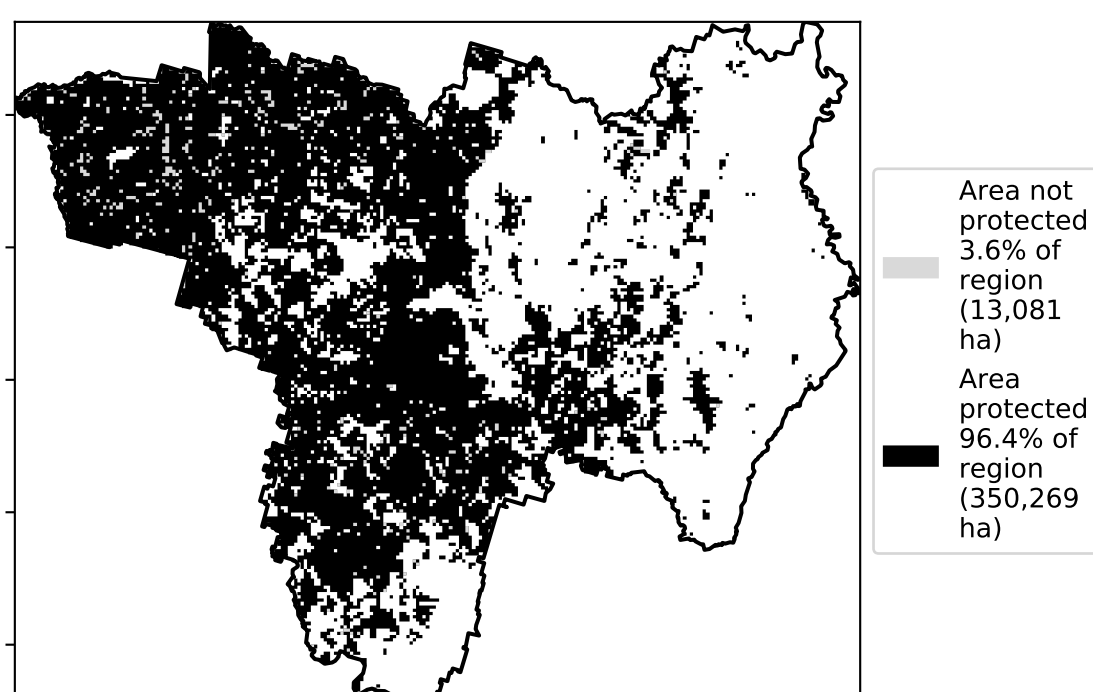 Area not
protected
3.6% of
region
(13,081
ha)
Area
protected
96.4% of
region
(350,269
ha)